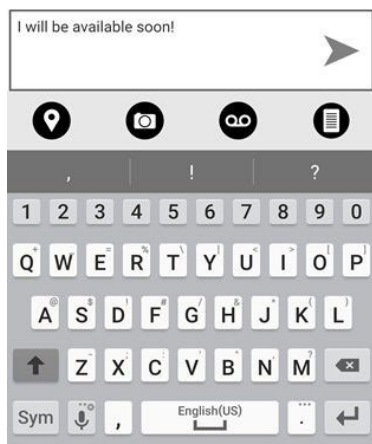 I will be available soon!
, ! ?
1 2 3 4 5 6 7 8 9 0
Q W E R T Y U I O P
A S D F G H J K L
Z X C V B N M
Sym , English(US) .